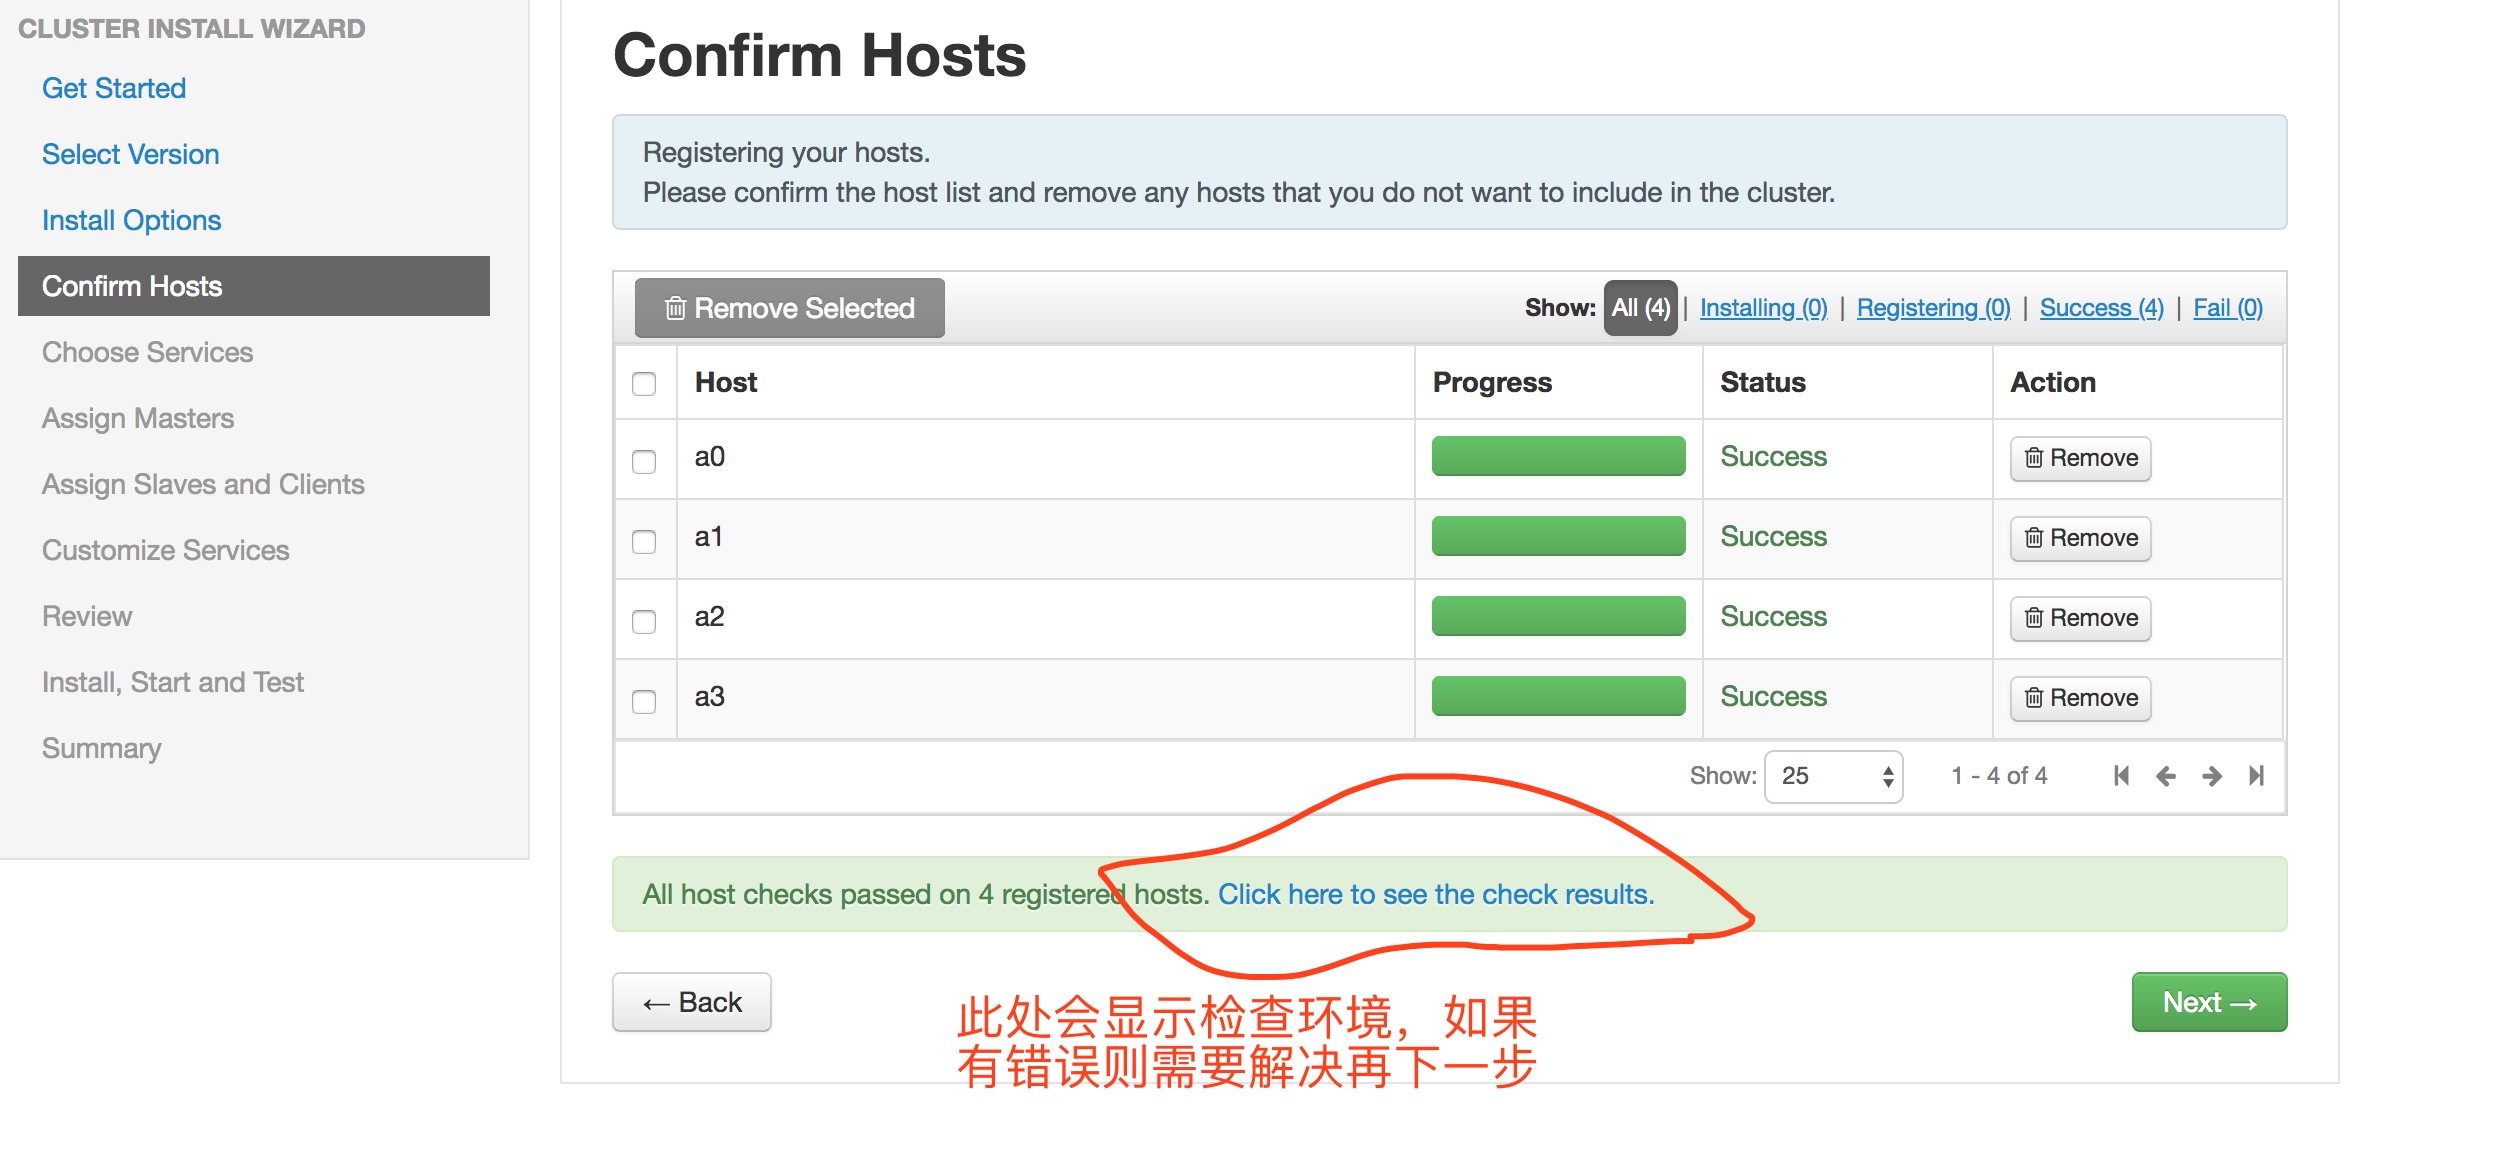 CLUSTER INSTALL WIZARD
Get Started
Select Version
Install Options
Confirm Hosts
Choose Services
Assign Masters
Assign Slaves and Clients
Customize Services
Review
Install, Start and Test
Summary
Confirm Hosts
Registering your hosts.
Please confirm the host list and remove any hosts that you do not want to include in the cluster.
Remove Selected
Show: All (4) | Installing (0) | Registering (0) | Success (4) | Fail (0)
Host Progress Status Action
a0 Success Remove
a1 Success Remove
a2 Success Remove
a3 Success Remove
Show: 25 1 - 4 of 4
All host checks passed on 4 registered hosts. Click here to see the check results.
← Back
Next →
此处会显示检查环境，如果
有错误则需要解决再下一步